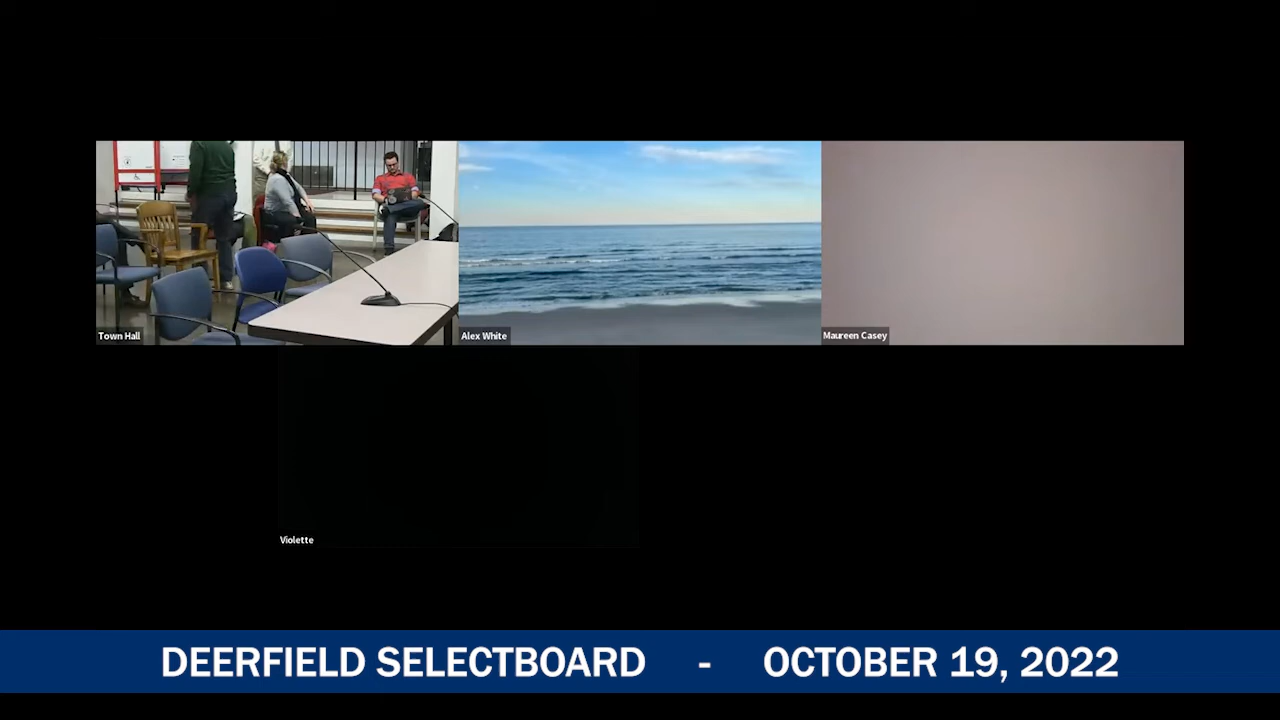 Town Hall
Alex White
Maureen Casey
Violette
DEERFIELD SELECTBOARD - OCTOBER 19, 2022